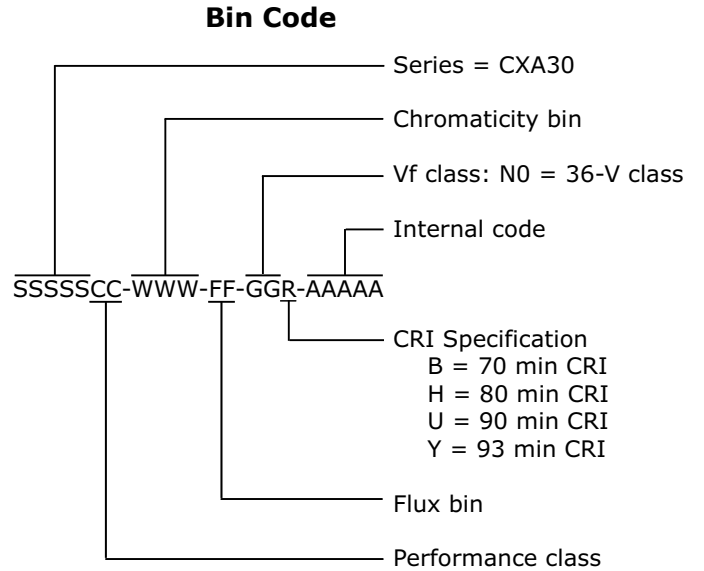 Bin Code
Series = CXA30
Chromaticity bin
Vf class: N0 = 36-V class
Internal code
SSSSSCC-WWW-FF-GGR-AAAAA
CRI Specification
B = 70 min CRI
H = 80 min CRI
U = 90 min CRI
Y = 93 min CRI
Flux bin
Performance class